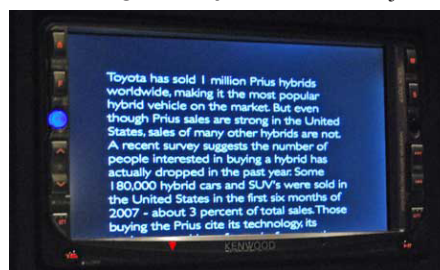 Toyota has sold 1 million Prius hybrids
worldwide, making it the most popular
hybrid vehicle on the market. But even
though Prius sales are strong in the United
States, sales of many other hybrids are not.
A recent survey suggests the number of
people interested in buying a hybrid has
actually dropped in the past year. Some
180,000 hybrid cars and SUV's were sold in
the United States in the first six months of
2007 - about 3 percent of total sales. Those
buying the Prius cite its technology, its
KENWOOD